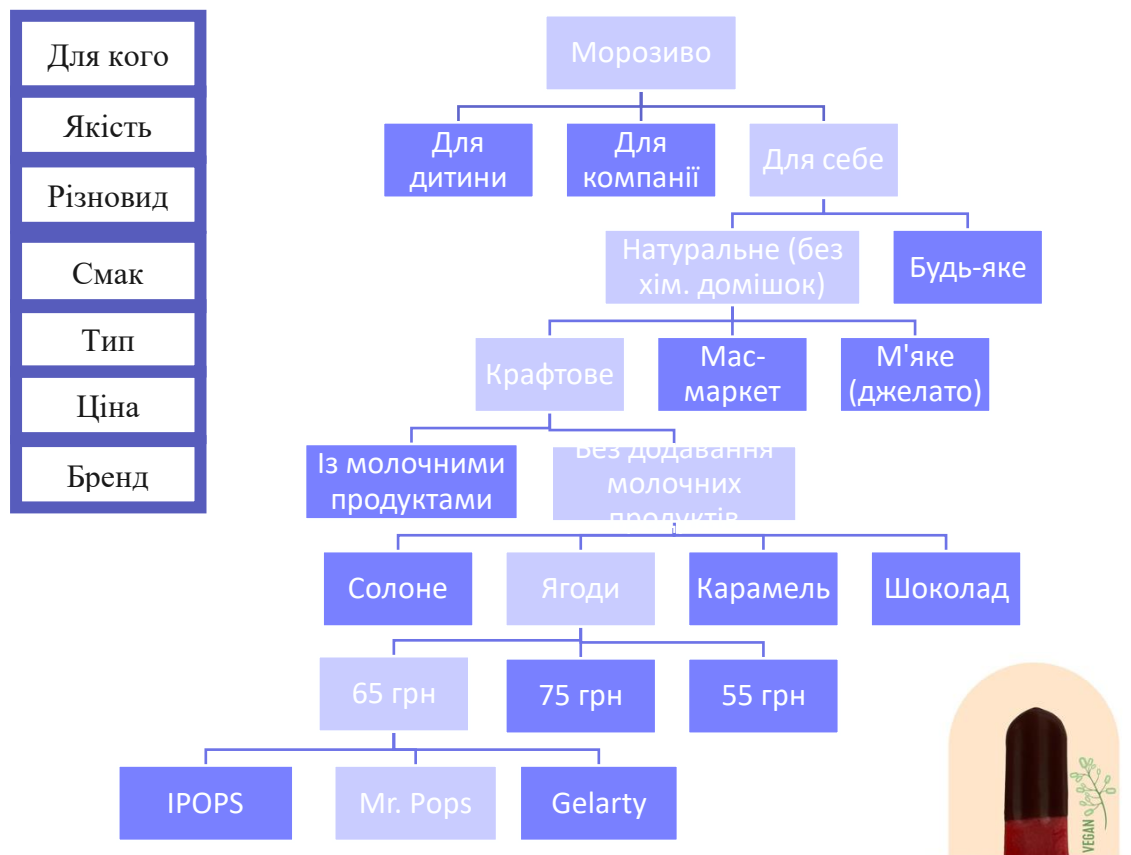 Для кого
Якість
Різновид
Смак
Тип
Ціна
Бренд
Морозиво
Для
дитини
Для
компанії
Для себе
Натуральне (без
хім. домішок)
Будь-яке
Крафтове
Мас-
маркет
М'яке
(джелато)
Із молочними
продуктами
Без додавання
молочних
продуктів
Солоне
Ягоди
Карамель
Шоколад
65 грн
75 грн
55 грн
IPOPS
Mr. Pops
Gelarty
VEGAN